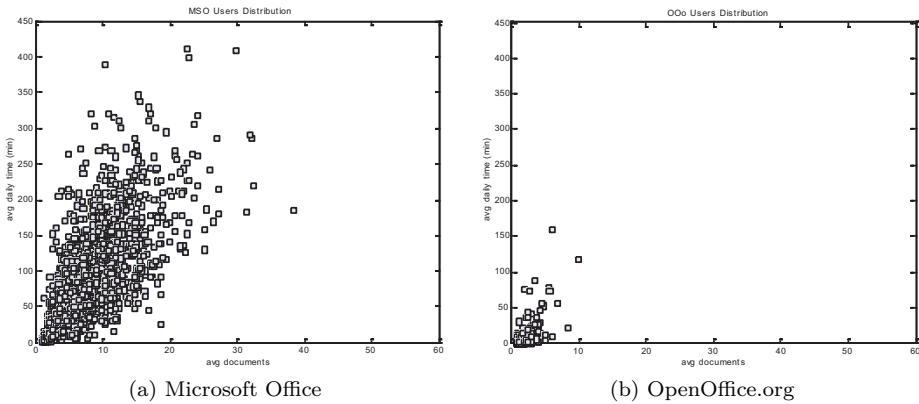 MSO Users Distribution
450
400
350
300
250
200
150
100
50
0
avg daily time (min)
0 10 20 30 40 50 60
avg documents
(a) Microsoft Office
OOo Users Distribution
450
400
350
300
250
200
150
100
50
0
avg daily time (min)
0 10 20 30 40 50 60
avg documents
(b) OpenOffice.org